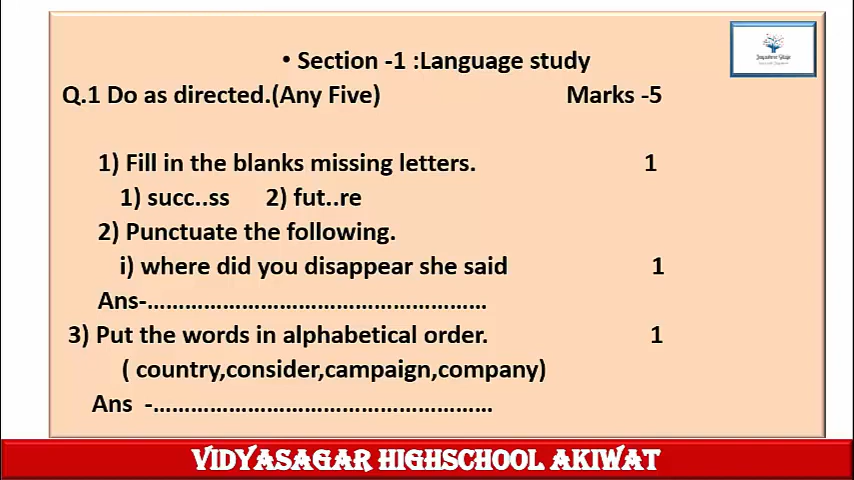 • Section -1 :Language study
Q.1 Do as directed.(Any Five) Marks -5
1) Fill in the blanks missing letters. 1
1) succ..ss 2) fut..re
2) Punctuate the following.
i) where did you disappear she said 1
Ans-................................................
3) Put the words in alphabetical order. 1
( country,consider,campaign,company)
Ans -................................................
VIDYASAGAR HIGHSCHOOL AKIWAT